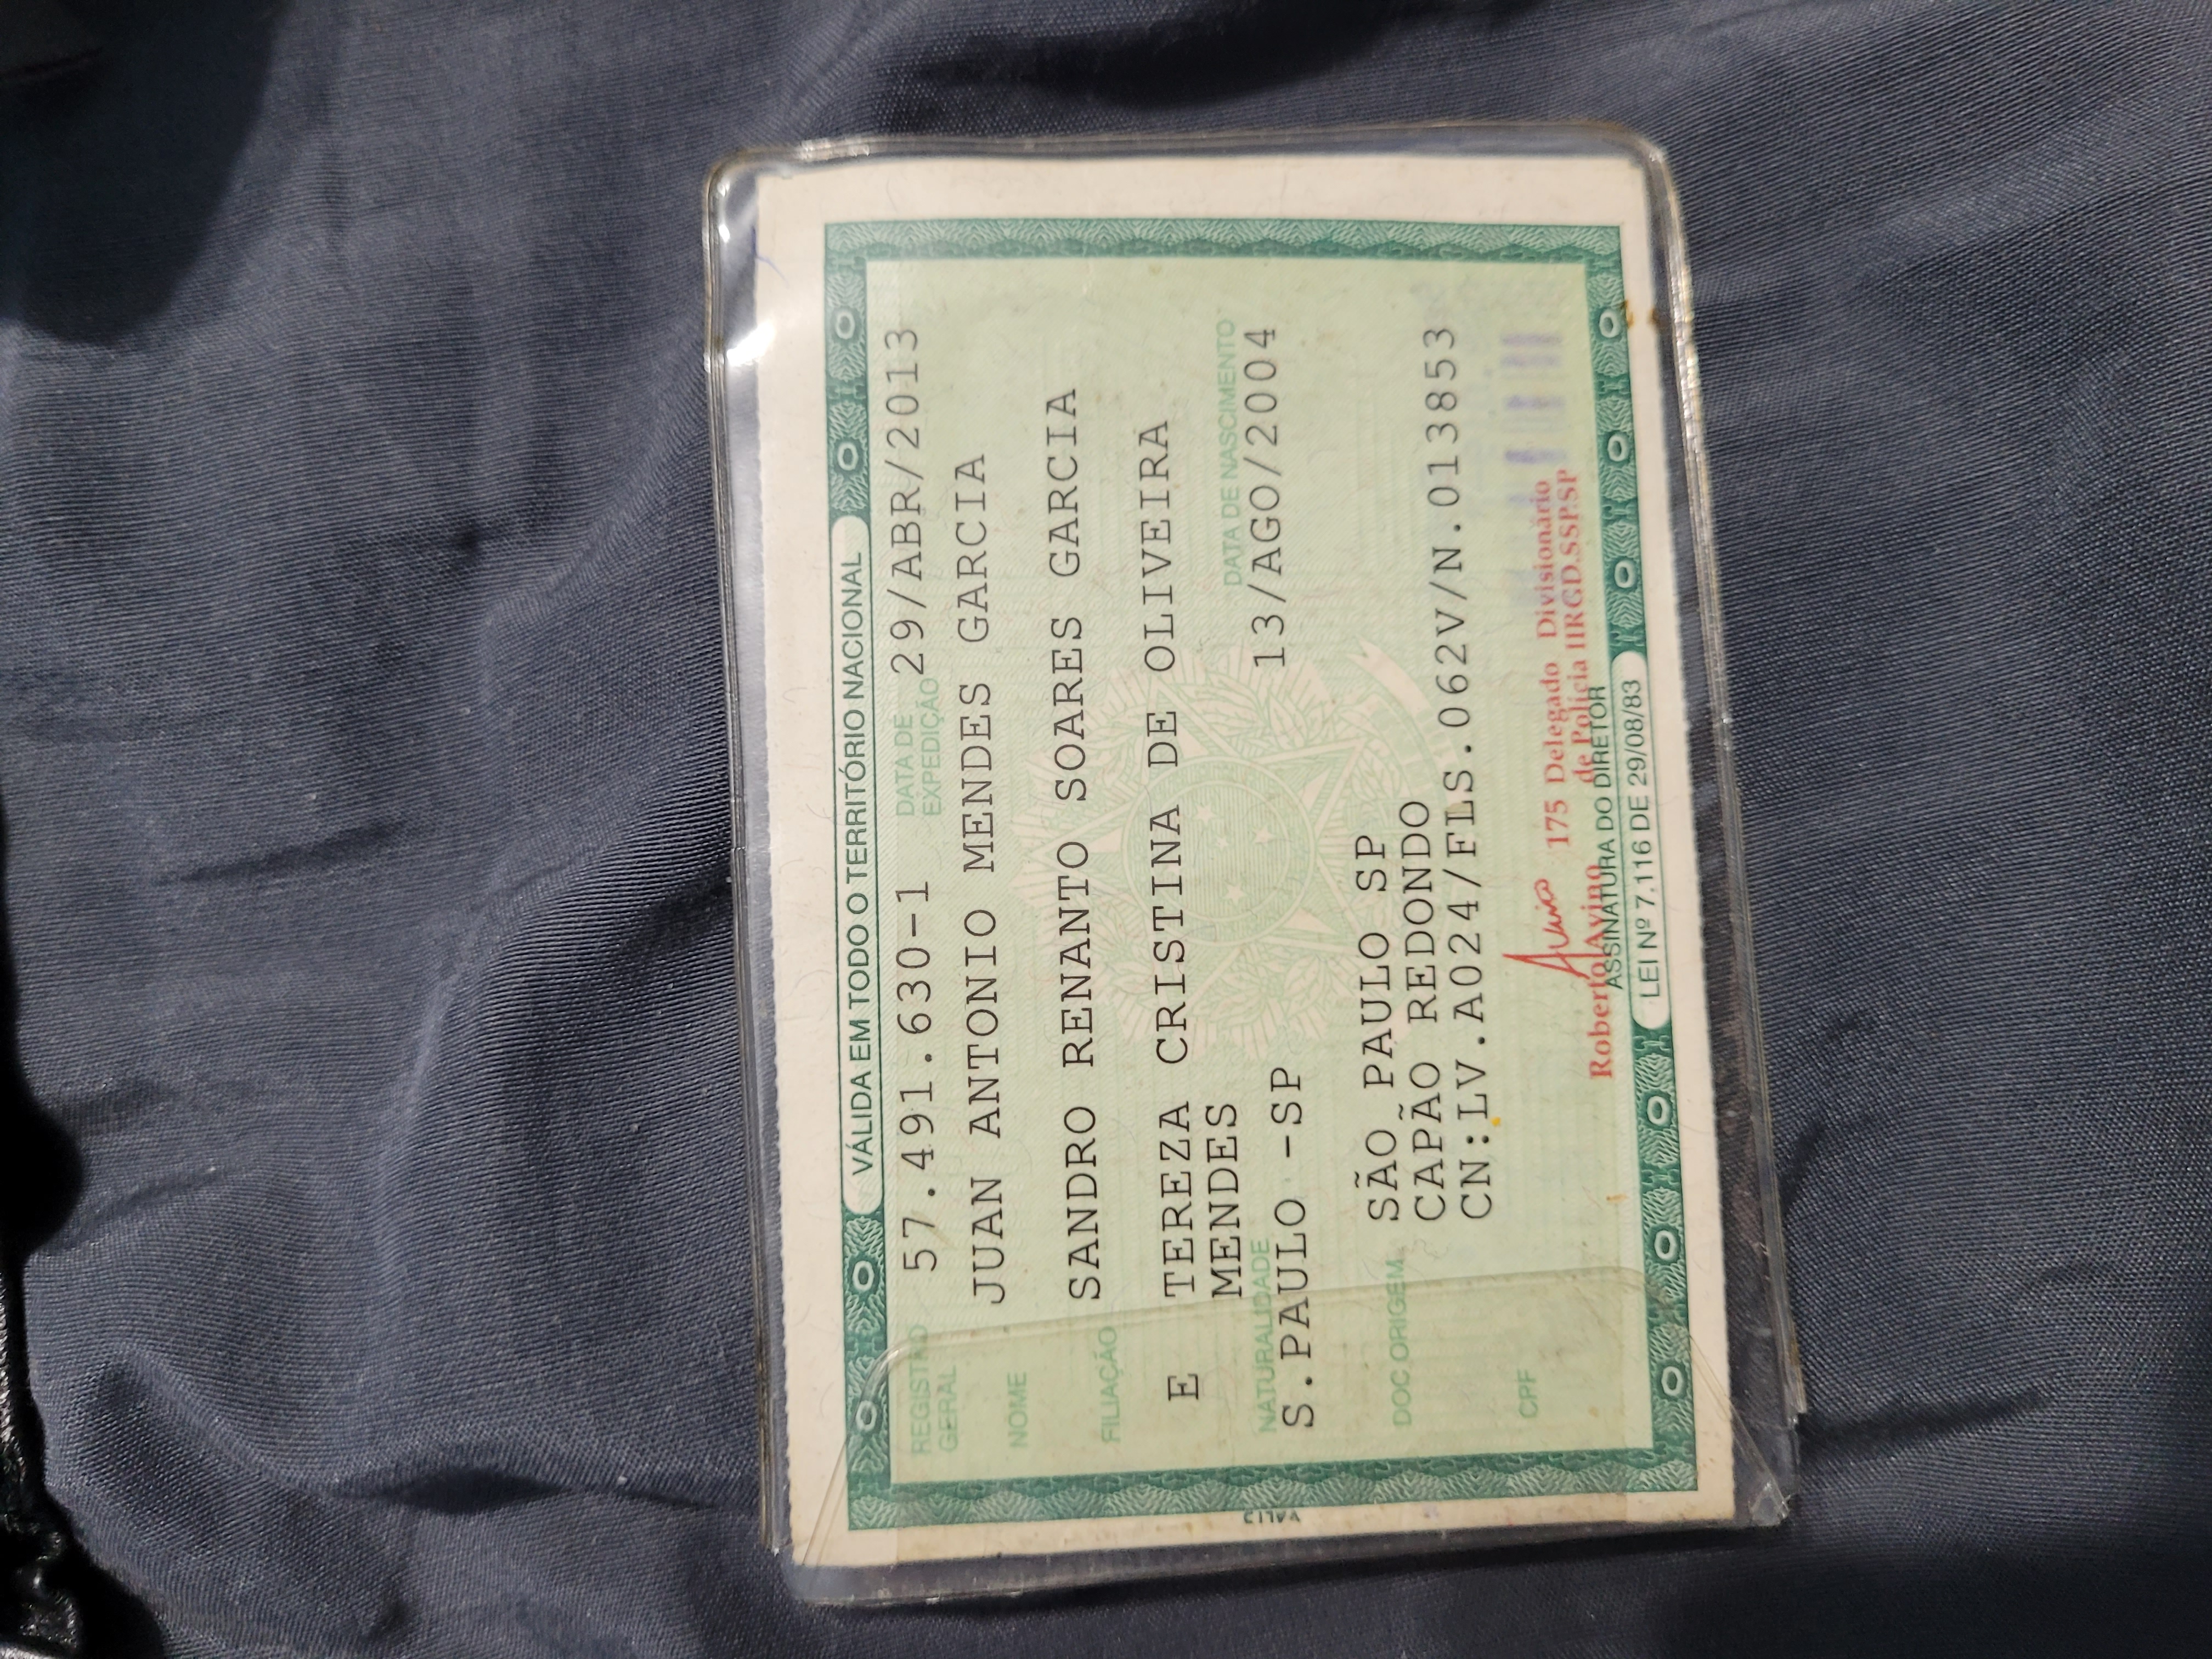 VÁLIDA EM TODO O TERRITÓRIO NACIONAL
REGISTRO GERAL 57.491.630-1 DATA DE EXPEDIÇÃO 29/ABR/2013
NOME JUAN ANTONIO MENDES GARCIA
FILIAÇÃO SANDRO RENANTO SOARES GARCIA
E TEREZA CRISTINA DE OLIVEIRA
MENDES
NATURALIDADE DATA DE NASCIMENTO
S.PAULO -SP 13/AGO/2004
DOC ORIGEM SÃO PAULO SP
CAPÃO REDONDO
CN:LV.A024/FLS.062V/N.013853
CPF
175 Delegado Divisionário
Roberto Avino de Polícia IIRGD.SSP.SP
ASSINATURA DO DIRETOR
LEI Nº 7.116 DE 29/08/83